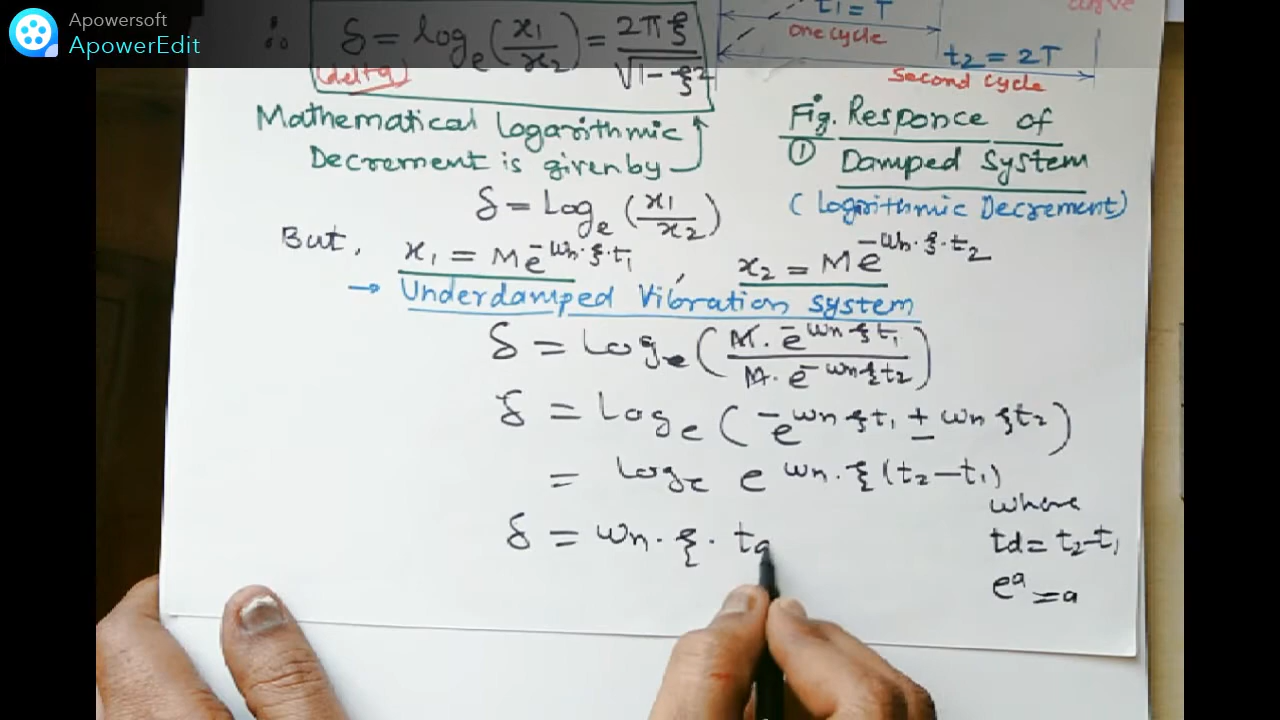 Apowersoft
ApowerEdit
∴ δ = loge (x1/x2) = 2πξ/√1-ξ²
(delta)
t1 = T
one cycle
t2 = 2T
Second cycle
curve
Mathematical logarithmic
Decrement is given by
Fig. Responce of
① Damped System
(Logarithmic Decrement)
δ = Loge (x1/x2)
But, x1 = Me^-ωn·ξ·t1 , x2 = Me^-ωn·ξ·t2
→ Underdamped Vibration system
δ = Loge (M.e^-ωnξt1 / M.e^-ωnξt2)
δ = Loge (e^-ωnξt1 ± ωnξt2)
= Loge e^ωn.ξ(t2-t1)
where
δ = ωn.ξ.td
td = t2-t1
e^a = a